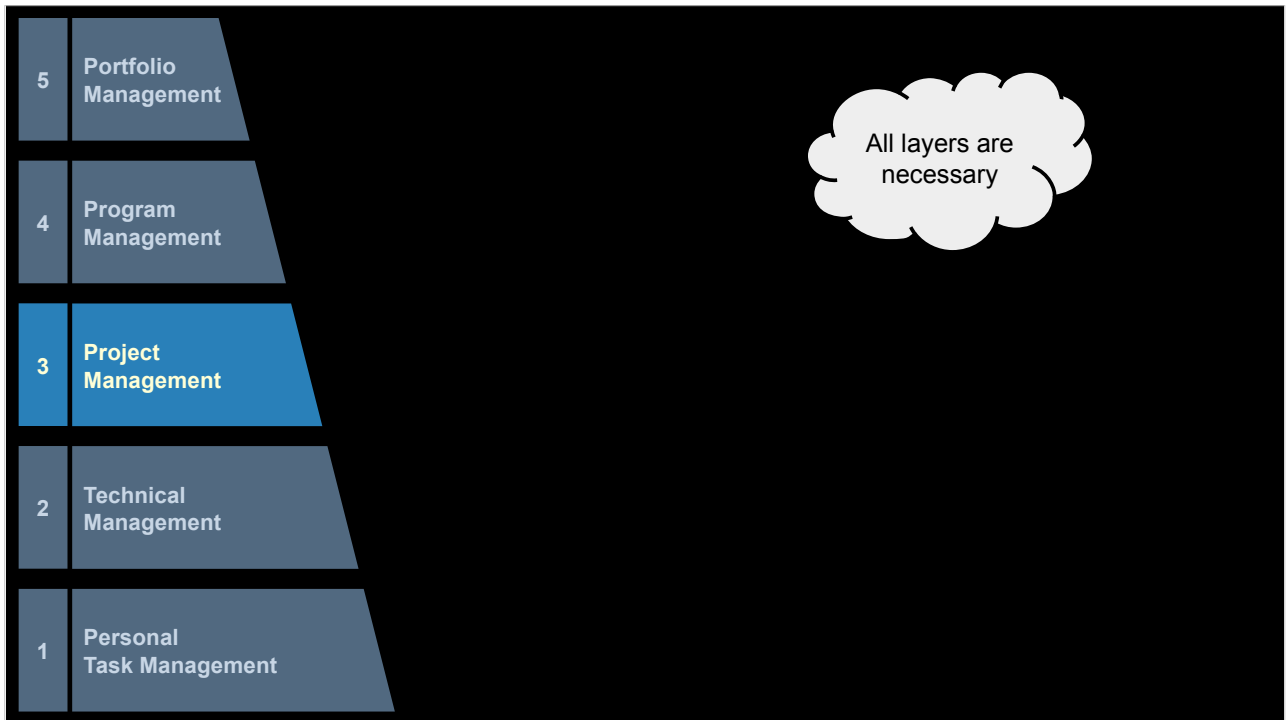 5
Portfolio
Management
All layers are
necessary
4
Program
Management
3
Project
Management
2
Technical
Management
1
Personal
Task Management